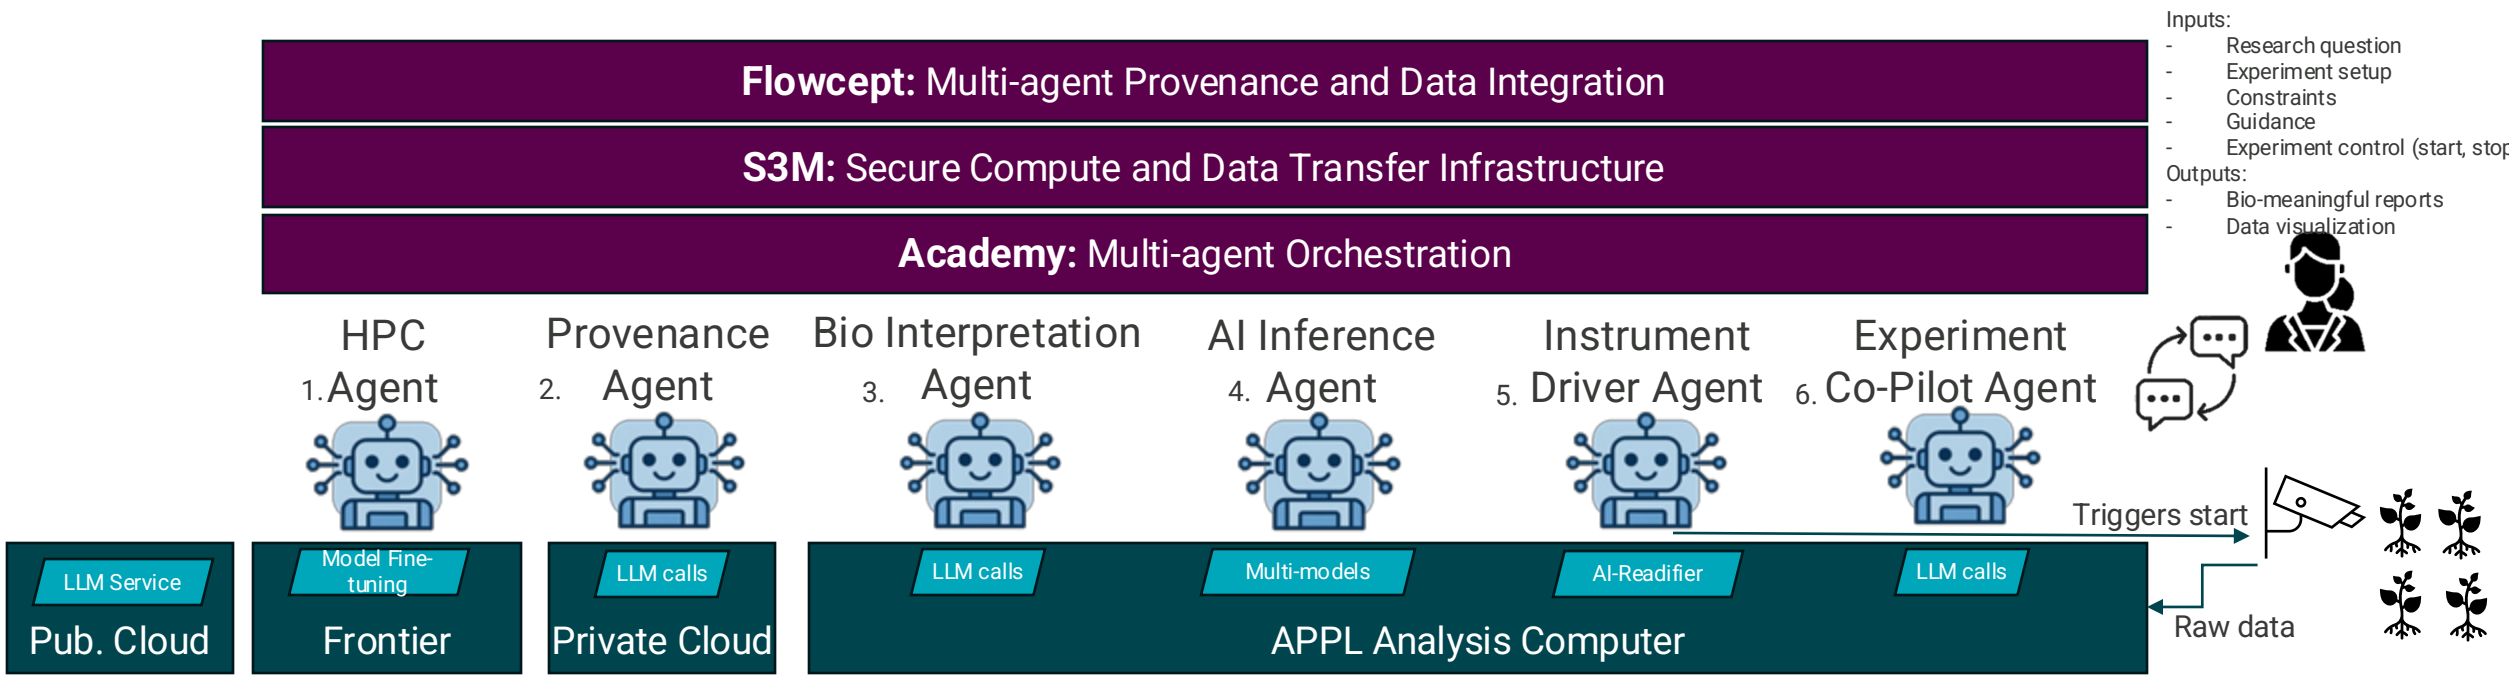 Inputs:
- Research question
- Experiment setup
- Constraints
- Guidance
- Experiment control (start, stop
Outputs:
- Bio-meaningful reports
- Data visualization
Flowcept: Multi-agent Provenance and Data Integration
S3M: Secure Compute and Data Transfer Infrastructure
Academy: Multi-agent Orchestration
HPC
1. Agent
Provenance
2. Agent
Bio Interpretation
3. Agent
AI Inference
4. Agent
Instrument
5. Driver Agent
Experiment
6. Co-Pilot Agent
Triggers start
Raw data
LLM Service
Pub. Cloud
Model Fine-
tuning
Frontier
LLM calls
Private Cloud
LLM calls
Multi-models
AI-Readifier
LLM calls
APPL Analysis Computer